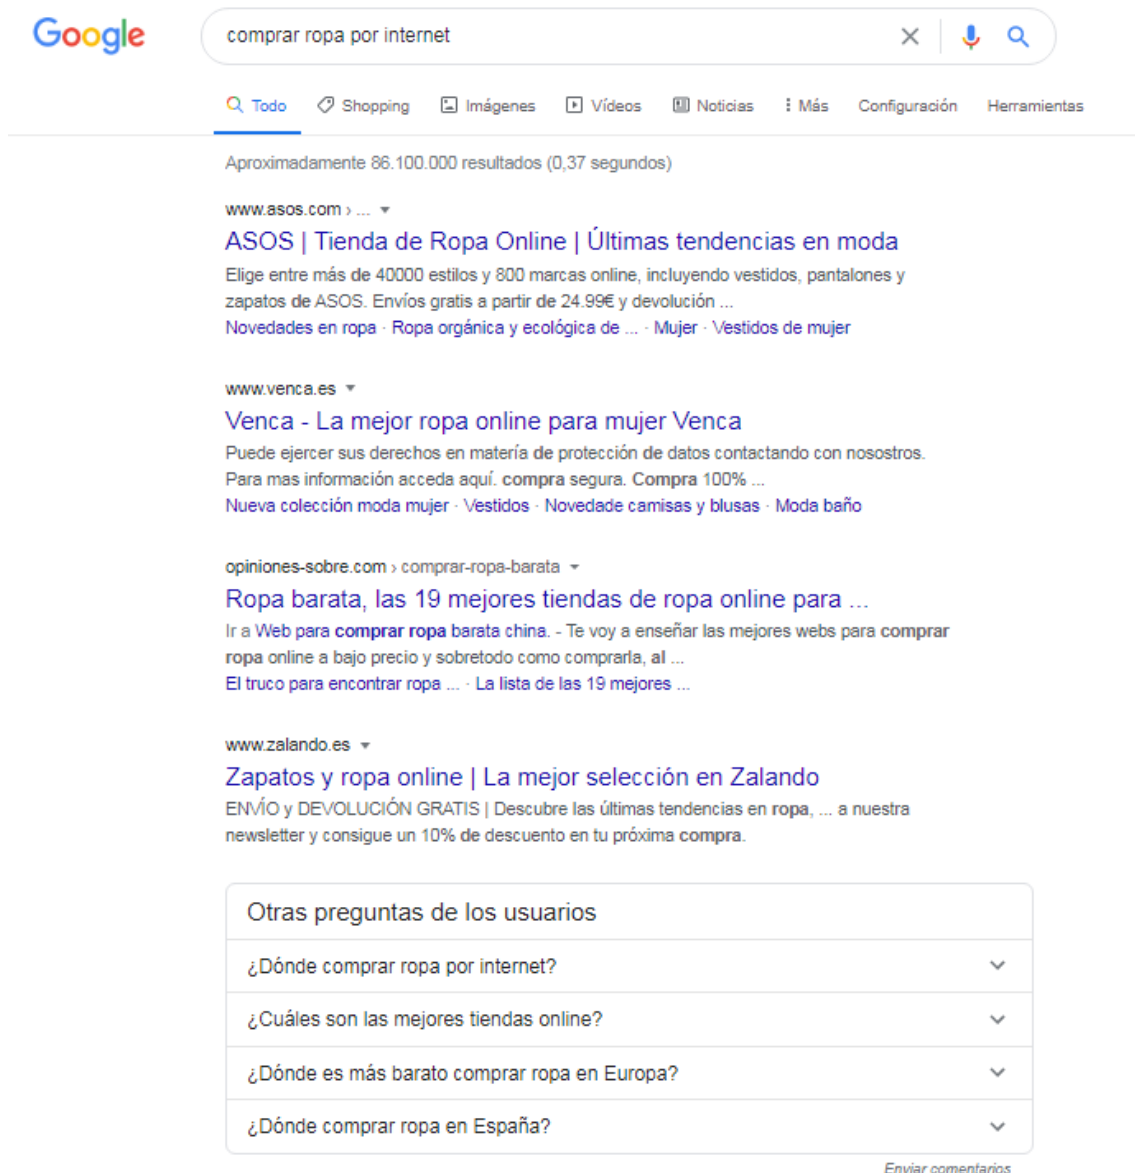 Google
comprar ropa por internet
Todo Shopping Imágenes Vídeos Noticias Más Configuración Herramientas
Aproximadamente 86.100.000 resultados (0,37 segundos)
www.asos.com › ...
ASOS | Tienda de Ropa Online | Últimas tendencias en moda
Elige entre más de 40000 estilos y 800 marcas online, incluyendo vestidos, pantalones y
zapatos de ASOS. Envíos gratis a partir de 24.99€ y devolución ...
Novedades en ropa · Ropa orgánica y ecológica de ... · Mujer · Vestidos de mujer
www.venca.es
Venca - La mejor ropa online para mujer Venca
Puede ejercer sus derechos en matería de protección de datos contactando con nosostros.
Para mas información acceda aquí. compra segura. Compra 100% ...
Nueva colección moda mujer · Vestidos · Novedade camisas y blusas · Moda baño
opiniones-sobre.com › comprar-ropa-barata
Ropa barata, las 19 mejores tiendas de ropa online para ...
Ir a Web para comprar ropa barata china. - Te voy a enseñar las mejores webs para comprar
ropa online a bajo precio y sobretodo como comprarla, al ...
El truco para encontrar ropa ... · La lista de las 19 mejores ...
www.zalando.es
Zapatos y ropa online | La mejor selección en Zalando
ENVÍO y DEVOLUCIÓN GRATIS | Descubre las últimas tendencias en ropa, ... a nuestra
newsletter y consigue un 10% de descuento en tu próxima compra.
Otras preguntas de los usuarios
¿Dónde comprar ropa por internet?
¿Cuáles son las mejores tiendas online?
¿Dónde es más barato comprar ropa en Europa?
¿Dónde comprar ropa en España?
Enviar comentarios